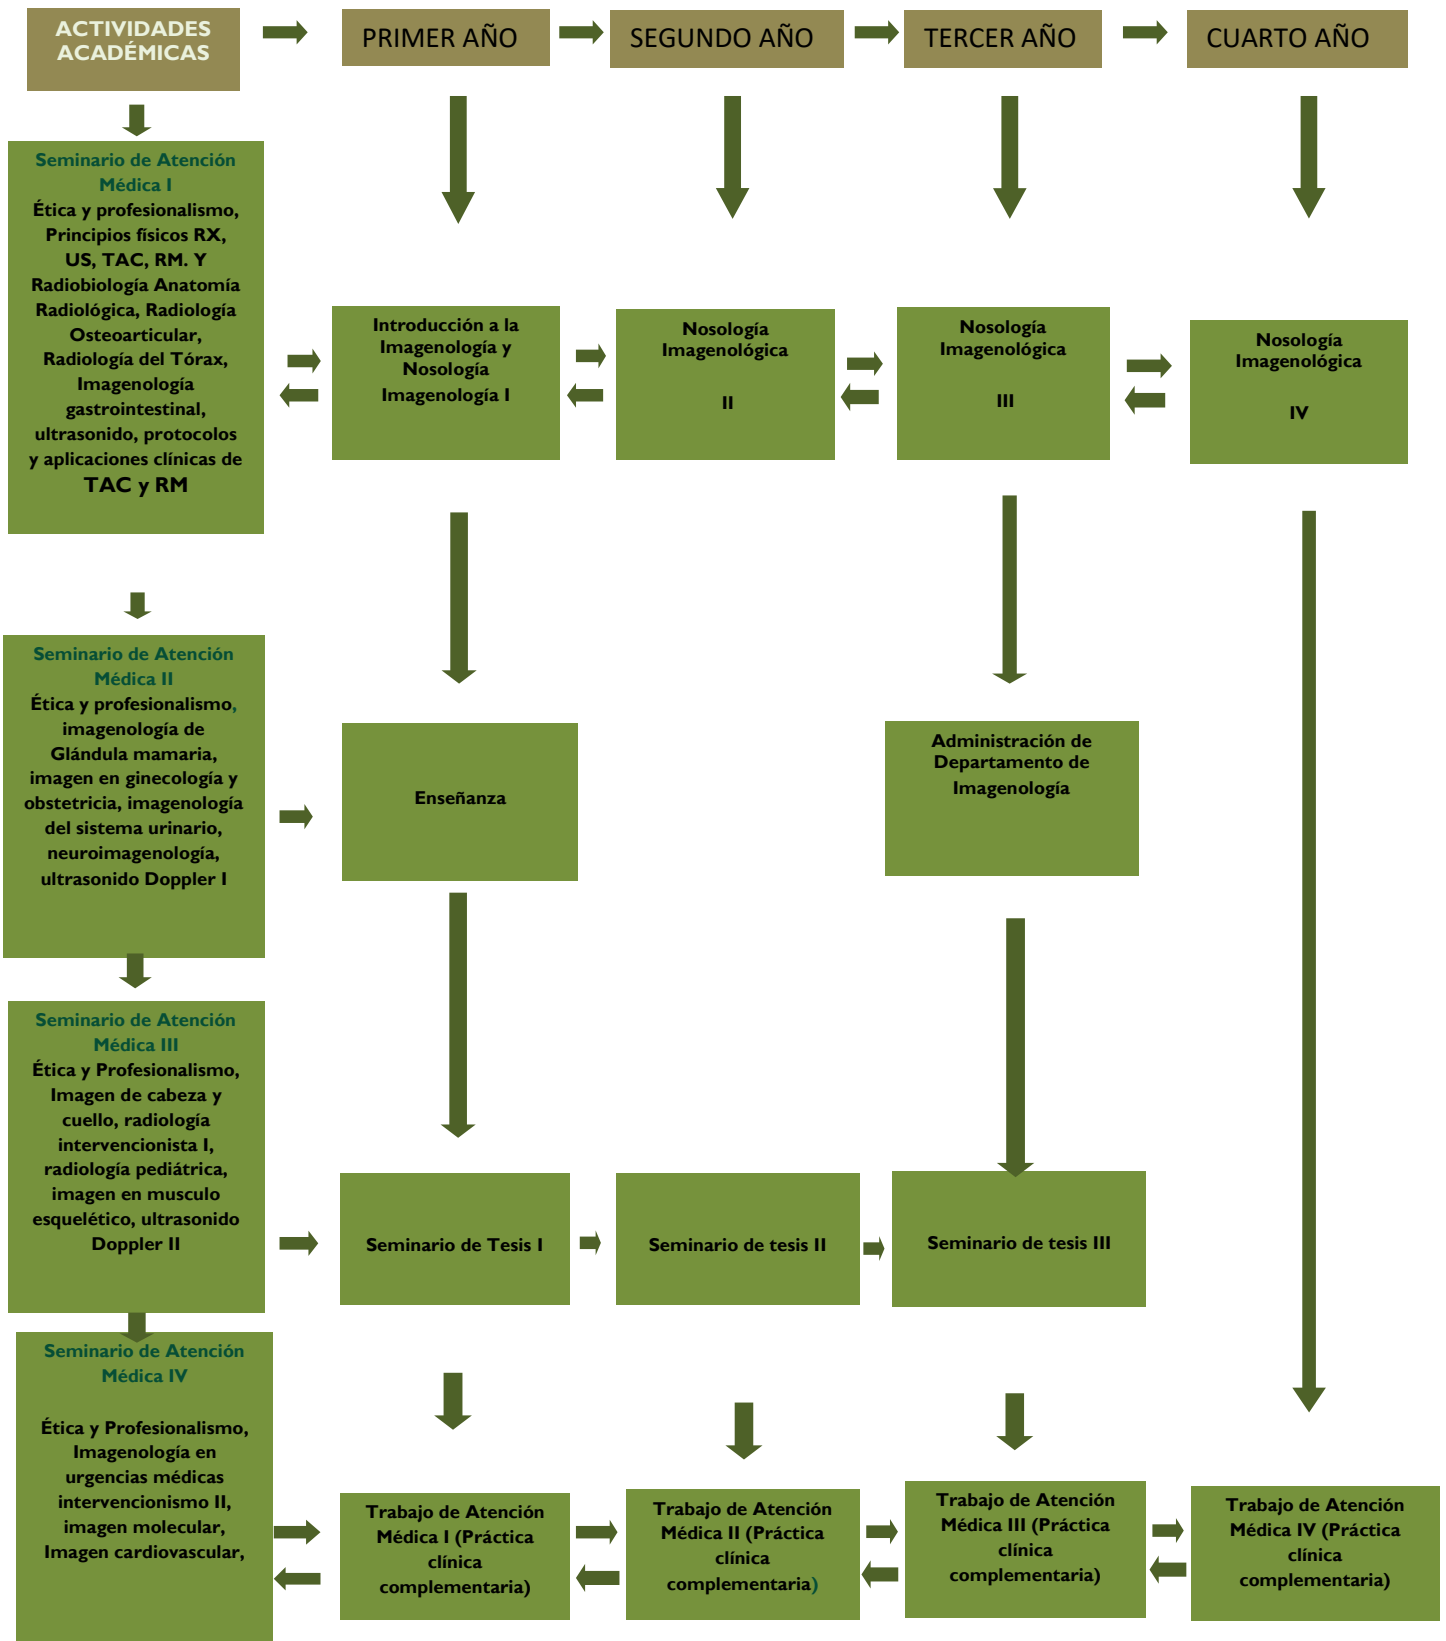 ACTIVIDADES
ACADÉMICAS
PRIMER AÑO
SEGUNDO AÑO
TERCER AÑO
CUARTO AÑO
Seminario de Atención
Médica I
Ética y profesionalismo,
Principios físicos RX,
US, TAC, RM. Y
Radiobiología Anatomía
Radiológica, Radiología
Osteoarticular,
Radiología del Tórax,
Imagenología
gastrointestinal,
ultrasonido, protocolos
y aplicaciones clínicas de
TAC y RM
Introducción a la
Imagenología y
Nosología
Imagenología I
Nosología
Imagenológica
II
Nosología
Imagenológica
III
Nosología
Imagenológica
IV
Seminario de Atención
Médica II
Ética y profesionalismo,
imagenología de
Glándula mamaria,
imagen en ginecología y
obstetricia, imagenología
del sistema urinario,
neuroimagenología,
ultrasonido Doppler I
Enseñanza
Administración de
Departamento de
Imagenología
Seminario de Atención
Médica III
Ética y Profesionalismo,
Imagen de cabeza y
cuello, radiología
intervencionista I,
radiología pediátrica,
imagen en musculo
esquelético, ultrasonido
Doppler II
Seminario de Tesis I
Seminario de tesis II
Seminario de tesis III
Seminario de Atención
Médica IV
Ética y Profesionalismo,
Imagenología en
urgencias médicas
intervencionismo II,
imagen molecular,
Imagen cardiovascular,
Trabajo de Atención
Médica I (Práctica
clínica
complementaria)
Trabajo de Atención
Médica II (Práctica
clínica
complementaria)
Trabajo de Atención
Médica III (Práctica
clínica
complementaria)
Trabajo de Atención
Médica IV (Práctica
clínica
complementaria)